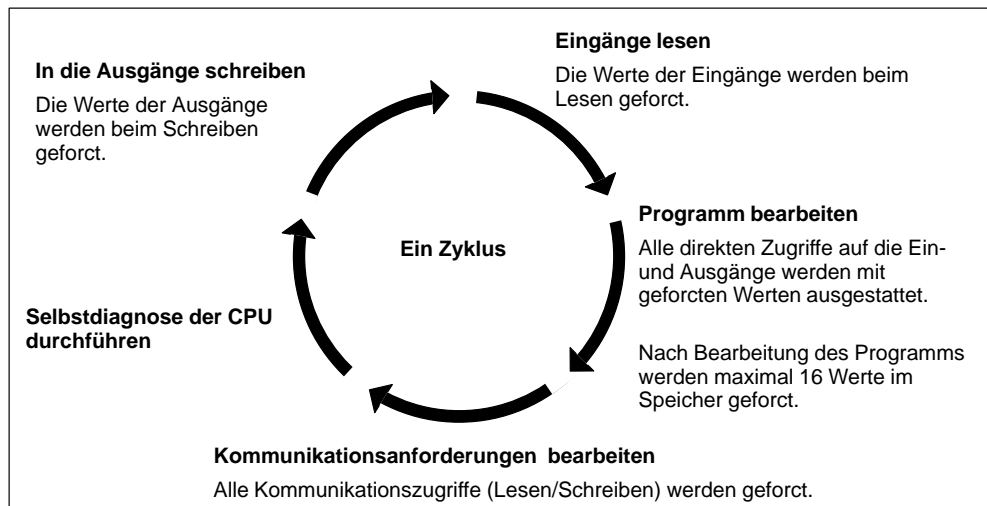 Eingänge lesen
Die Werte der Eingänge werden beim
Lesen geforct.
Programm bearbeiten
Alle direkten Zugriffe auf die Ein-
und Ausgänge werden mit
geforcten Werten ausgestattet.
Nach Bearbeitung des Programms
werden maximal 16 Werte im
Speicher geforct.
Kommunikationsanforderungen bearbeiten
Alle Kommunikationszugriffe (Lesen/Schreiben) werden geforct.
Selbstdiagnose der CPU
durchführen
In die Ausgänge schreiben
Die Werte der Ausgänge
werden beim Schreiben
geforct.
Ein Zyklus